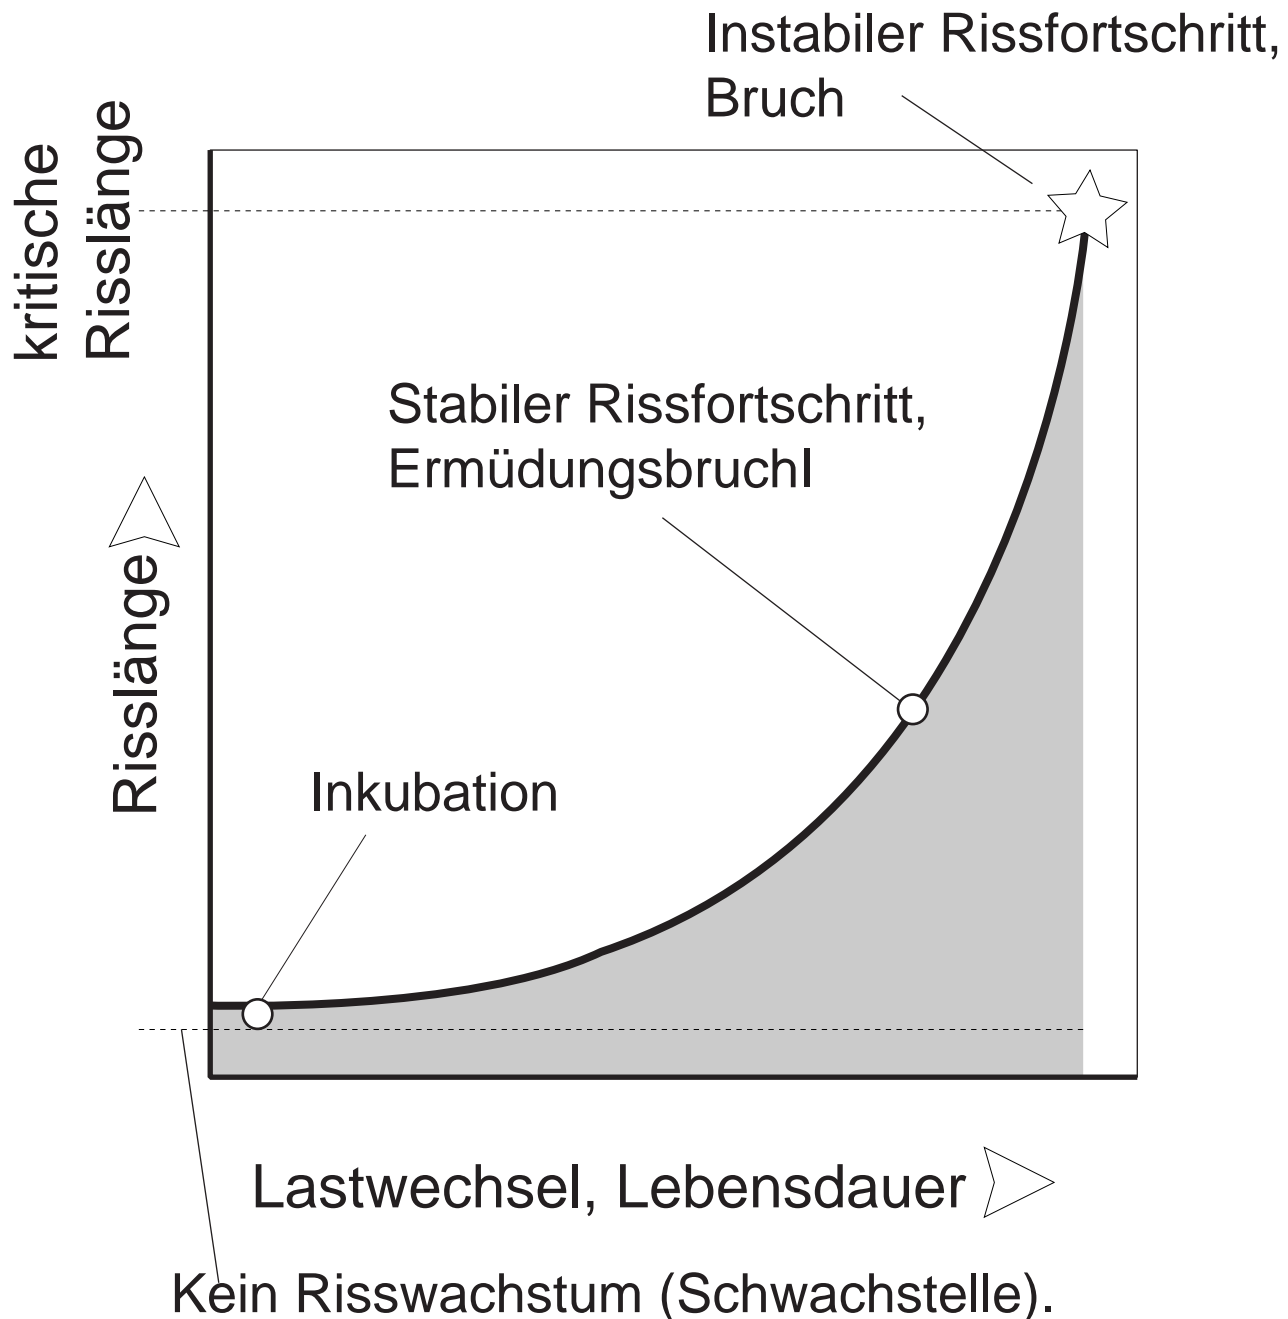 Instabiler Rissfortschritt,
Bruch
kritische
Risslänge
Stabiler Rissfortschritt,
Ermüdungsbruchl
Risslänge
Inkubation
Lastwechsel, Lebensdauer
Kein Risswachstum (Schwachstelle).